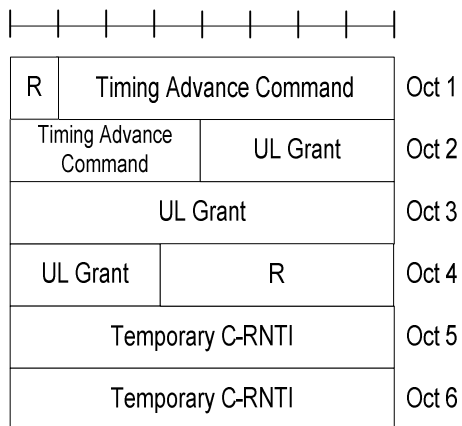 R Timing Advance Command Oct 1
Timing Advance
Command UL Grant Oct 2
UL Grant Oct 3
UL Grant R Oct 4
Temporary C-RNTI Oct 5
Temporary C-RNTI Oct 6